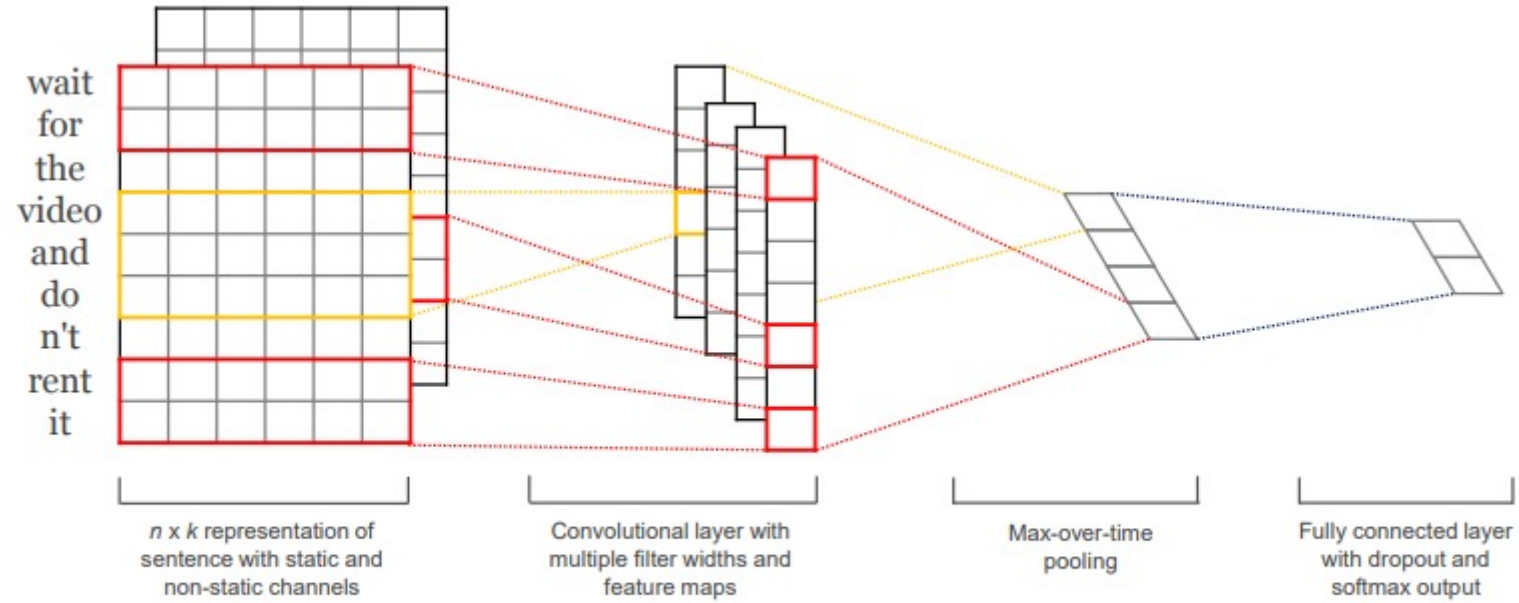 wait
for
the
video
and
do
n't
rent
it
n x k representation of
sentence with static and
non-static channels
Convolutional layer with
multiple filter widths and
feature maps
Max-over-time
pooling
Fully connected layer
with dropout and
softmax output